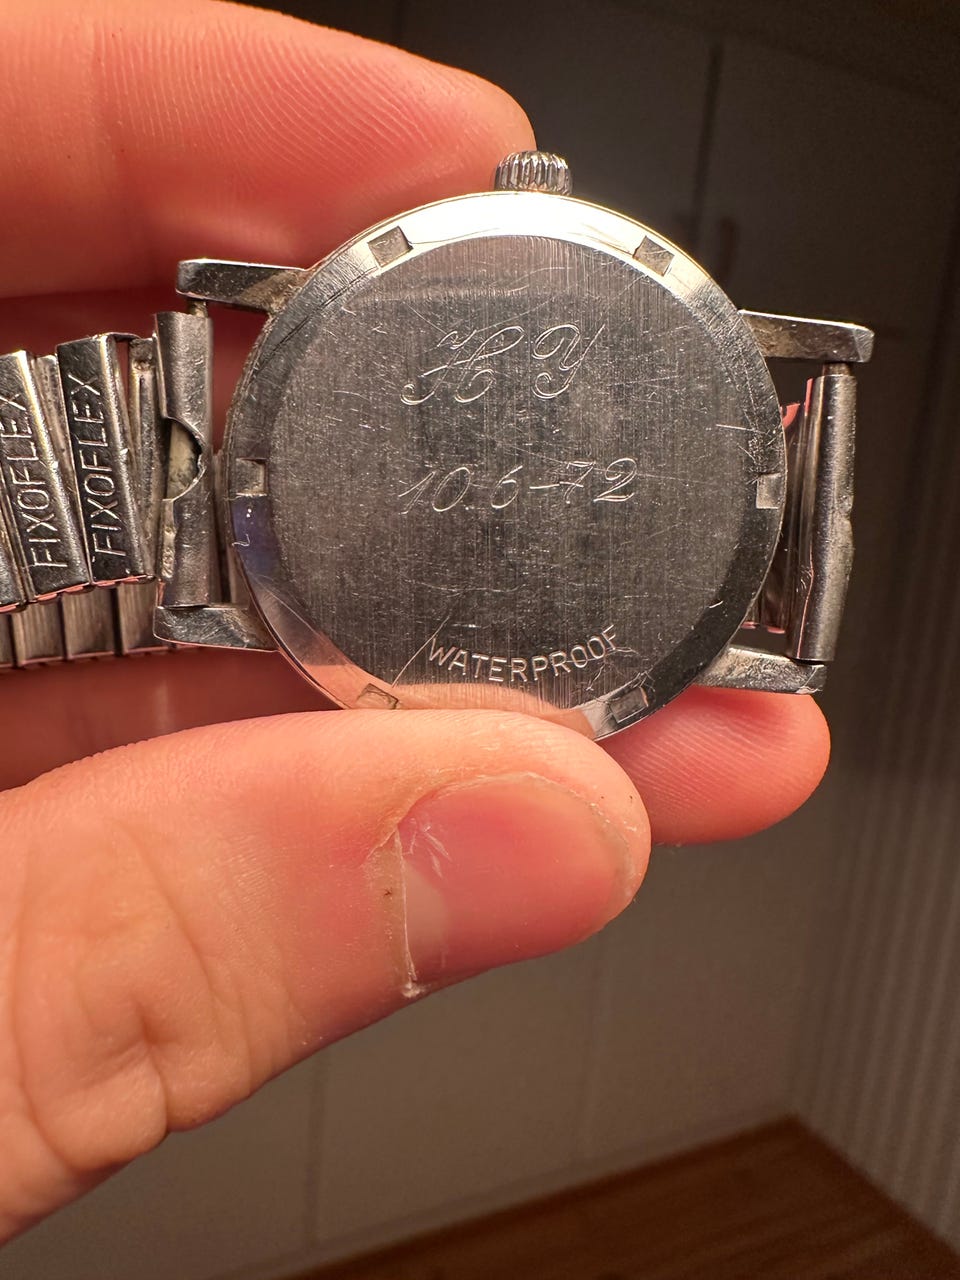 H Y
10.6-72
WATERPROOF
FIXOFLEX
FIXOFLEX